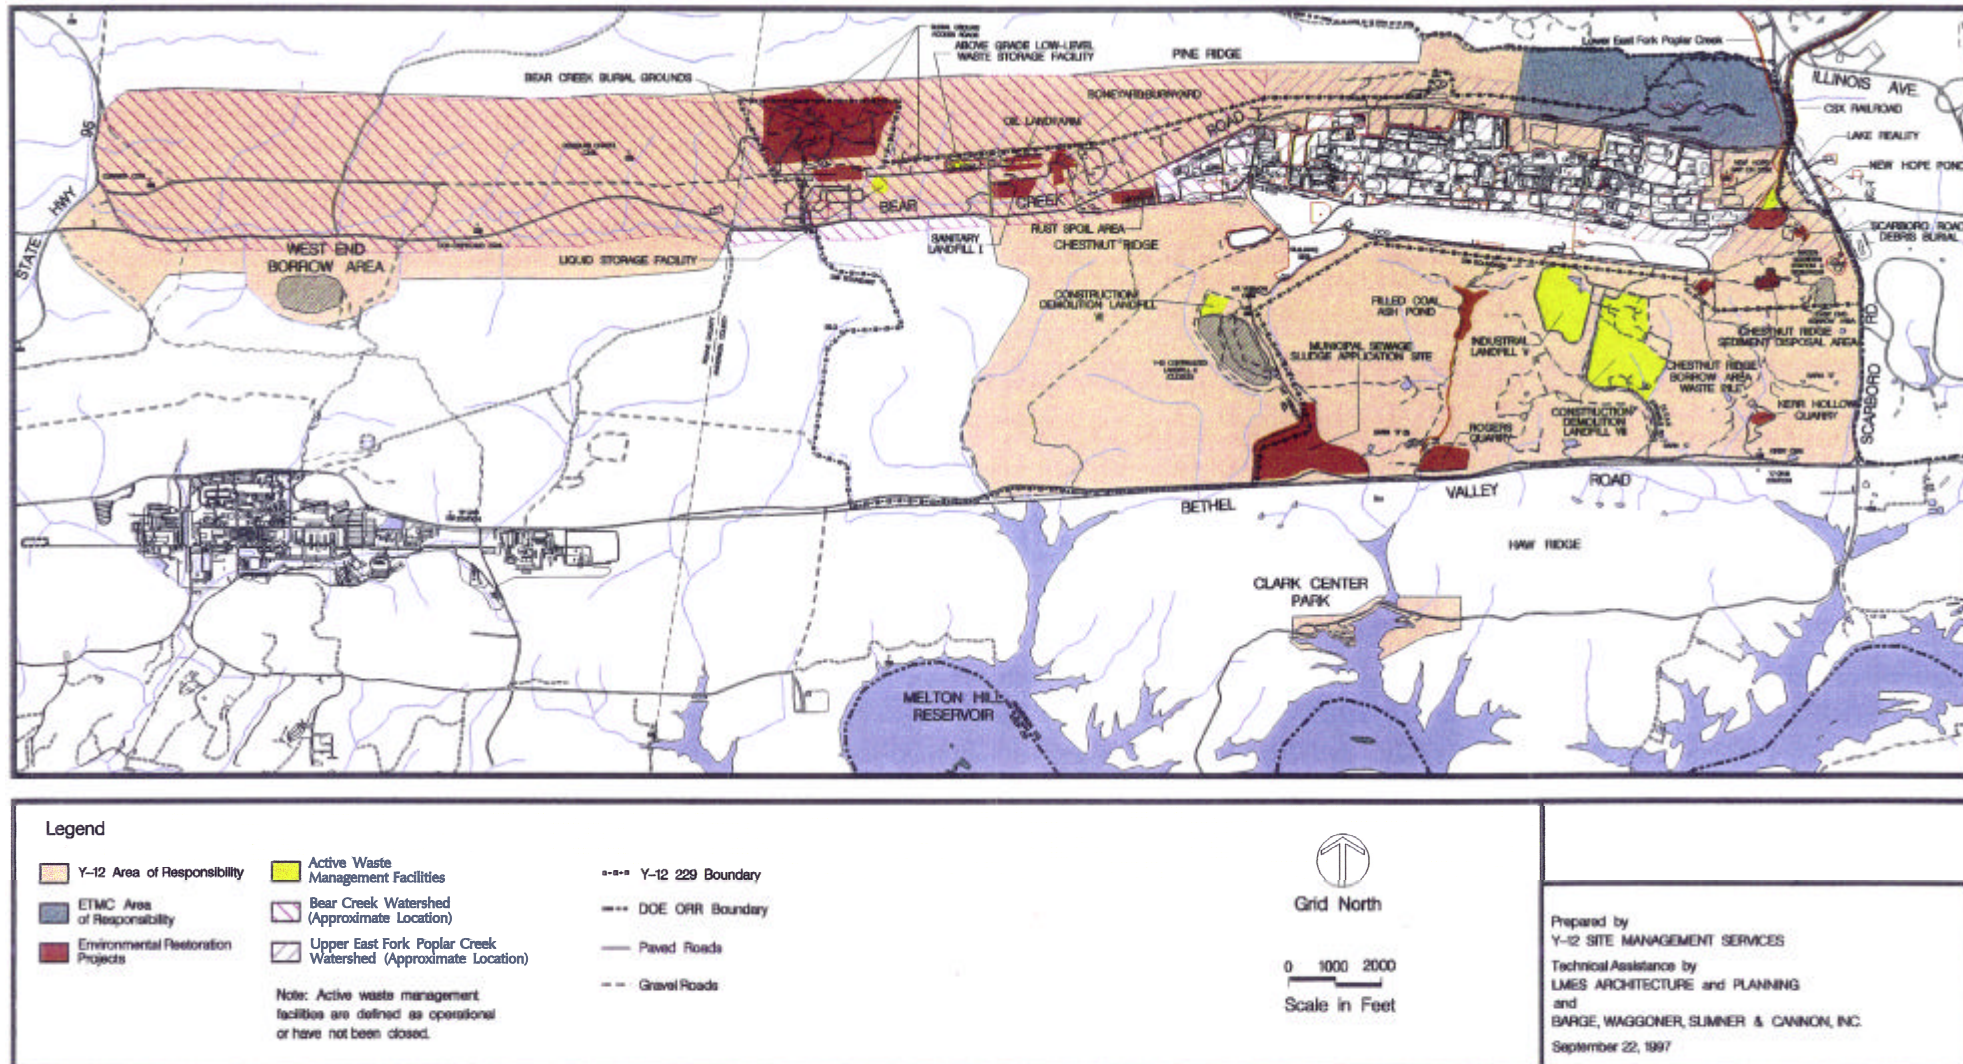 Lower East Fork Poplar Creek
ABOVE GRADE LOW-LEVEL
WASTE STORAGE FACILITY
PINE RIDGE
BEAR CREEK BURIAL GROUNDS
ILLINOIS AVE
BONEYARD/BURNYARD
CSX RAILROAD
OIL LANDFARM
ROAD
LAKE REALITY
NEW HOPE POND
STATE HWY 95
BEAR
CREEK
RUST SPOIL AREA
SANITARY
LANDFILL I
CHESTNUT RIDGE
SCARBORO ROAD
DEBRIS BURIAL
WEST END
BORROW AREA
LIQUID STORAGE FACILITY
CONSTRUCTION/
DEMOLITION LANDFILL
VI
FILLED COAL
ASH POND
MUNICIPAL SEWAGE
SLUDGE APPLICATION SITE
INDUSTRIAL
LANDFILL V
CHESTNUT RIDGE
SEDIMENT DISPOSAL AREA
CHESTNUT RIDGE
BORROW AREA
WASTE PILE
KERR HOLLOW
QUARRY
CONSTRUCTION/
DEMOLITION
LANDFILL VII
ROGERS
QUARRY
SCARBORO RD
BETHEL
VALLEY
ROAD
HAW RIDGE
CLARK CENTER
PARK
MELTON HILL
RESERVOIR
Legend
Y-12 Area of Responsibility
ETMC Area
of Responsibility
Environmental Restoration
Projects
Active Waste
Management Facilities
Bear Creek Watershed
(Approximate Location)
Upper East Fork Poplar Creek
Watershed (Approximate Location)
Note: Active waste management
facilities are defined as operational
or have not been closed.
Y-12 229 Boundary
DOE ORR Boundary
Paved Roads
Gravel Roads
Grid North
0 1000 2000
Scale in Feet
Prepared by
Y-12 SITE MANAGEMENT SERVICES
Technical Assistance by
LMES ARCHITECTURE and PLANNING
and
BARGE, WAGGONER, SUMNER & CANNON, INC.
September 22, 1997